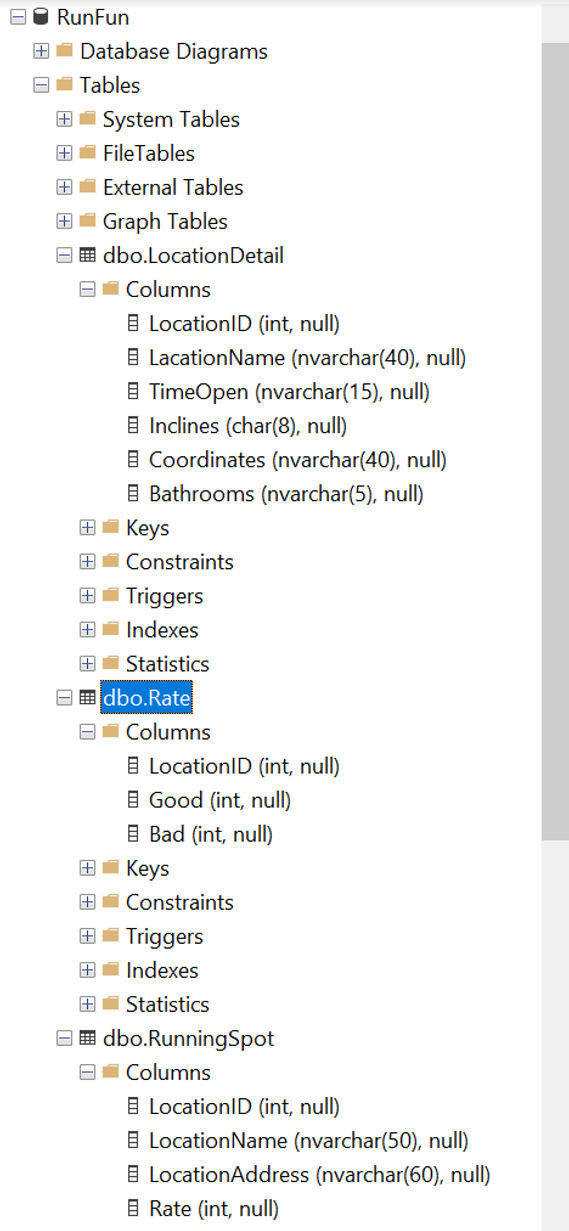 RunFun
Database Diagrams
Tables
System Tables
FileTables
External Tables
Graph Tables
dbo.LocationDetail
Columns
LocationID (int, null)
LacationName (nvarchar(40), null)
TimeOpen (nvarchar(15), null)
Inclines (char(8), null)
Coordinates (nvarchar(40), null)
Bathrooms (nvarchar(5), null)
Keys
Constraints
Triggers
Indexes
Statistics
dbo.Rate
Columns
LocationID (int, null)
Good (int, null)
Bad (int, null)
Keys
Constraints
Triggers
Indexes
Statistics
dbo.RunningSpot
Columns
LocationID (int, null)
LocationName (nvarchar(50), null)
LocationAddress (nvarchar(60), null)
Rate (int, null)